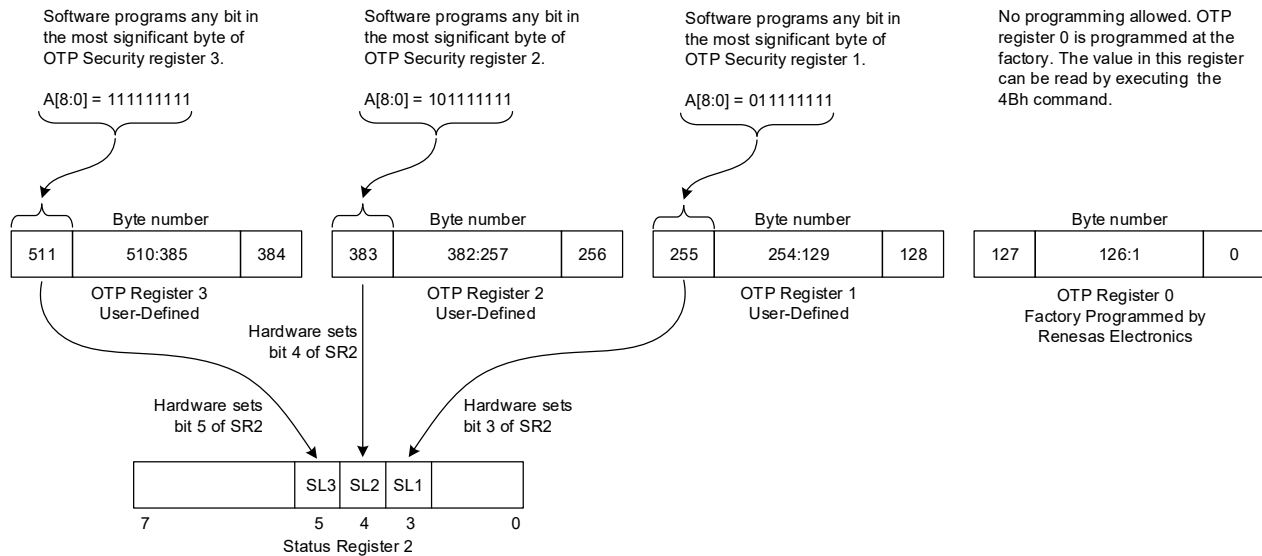 Software programs any bit in
the most significant byte of
OTP Security register 3.
A[8:0] = 111111111
Software programs any bit in
the most significant byte of
OTP Security register 2.
A[8:0] = 101111111
Software programs any bit in
the most significant byte of
OTP Security register 1.
A[8:0] = 011111111
No programming allowed. OTP
register 0 is programmed at the
factory. The value in this register
can be read by executing the
4Bh command.
Byte number
511 510:385 384
OTP Register 3
User-Defined
Byte number
383 382:257 256
OTP Register 2
User-Defined
Byte number
255 254:129 128
OTP Register 1
User-Defined
Byte number
127 126:1 0
OTP Register 0
Factory Programmed by
Renesas Electronics
Hardware sets
bit 5 of SR2
Hardware sets
bit 4 of SR2
Hardware sets
bit 3 of SR2
SL3 SL2 SL1
7 5 4 3 0
Status Register 2